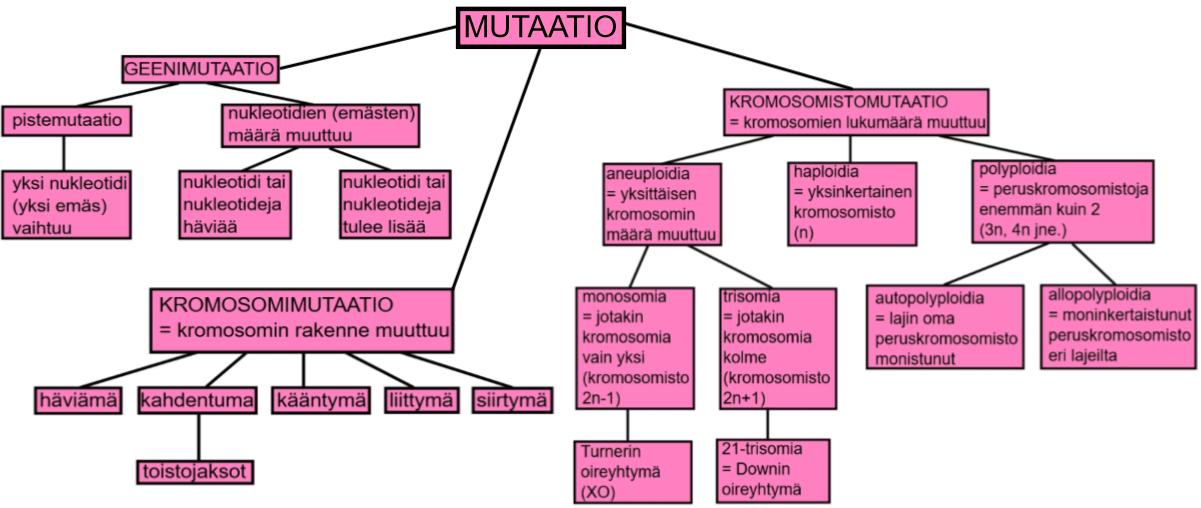 MUTAATIO
GEENIMUTAATIO
pistemutaatio
yksi nukleotidi
(yksi emäs)
vaihtuu
nukleotidien (emästen)
määrä muuttuu
nukleotidi tai
nukleotideja
häviää
nukleotidi tai
nukleotideja
tulee lisää
KROMOSOMIMUTAATIO
= kromosomin rakenne muuttuu
häviämä
kahdentuma
kääntymä
liittymä
siirtymä
toistojaksot
KROMOSOMISTOMUTAATIO
= kromosomien lukumäärä muuttuu
aneuploidia
= yksittäisen
kromosomin
määrä muuttuu
haploidia
= yksinkertainen
kromosomisto
(n)
polyploidia
= peruskromosomistoja
enemmän kuin 2
(3n, 4n jne.)
monosomia
= jotakin
kromosomia
vain yksi
(kromosomisto
2n-1)
trisomia
= jotakin
kromosomia
kolme
(kromosomisto
2n+1)
autopolyploidia
= lajin oma
peruskromosomisto
monistunut
allopolyploidia
= moninkertaistunut
peruskromosomisto
eri lajeilta
Turnerin
oireyhtymä
(XO)
21-trisomia
= Downin
oireyhtymä